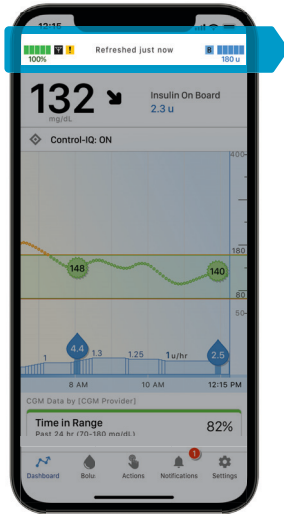 12:15
T ! Refreshed just now B
100% 180 u
132
mg/dL
Insulin On Board
2.3 u
Control-IQ: ON
400
180
148
140
80
50
4.4
2.5
1 1.3 1.25 1 u/hr
8 AM 10 AM 12:15 PM
CGM Data by [CGM Provider]
Time in Range
82%
Past 24 hr (70-180 mg/dL)
1
Dashboard Bolu Actions Notifications Settings